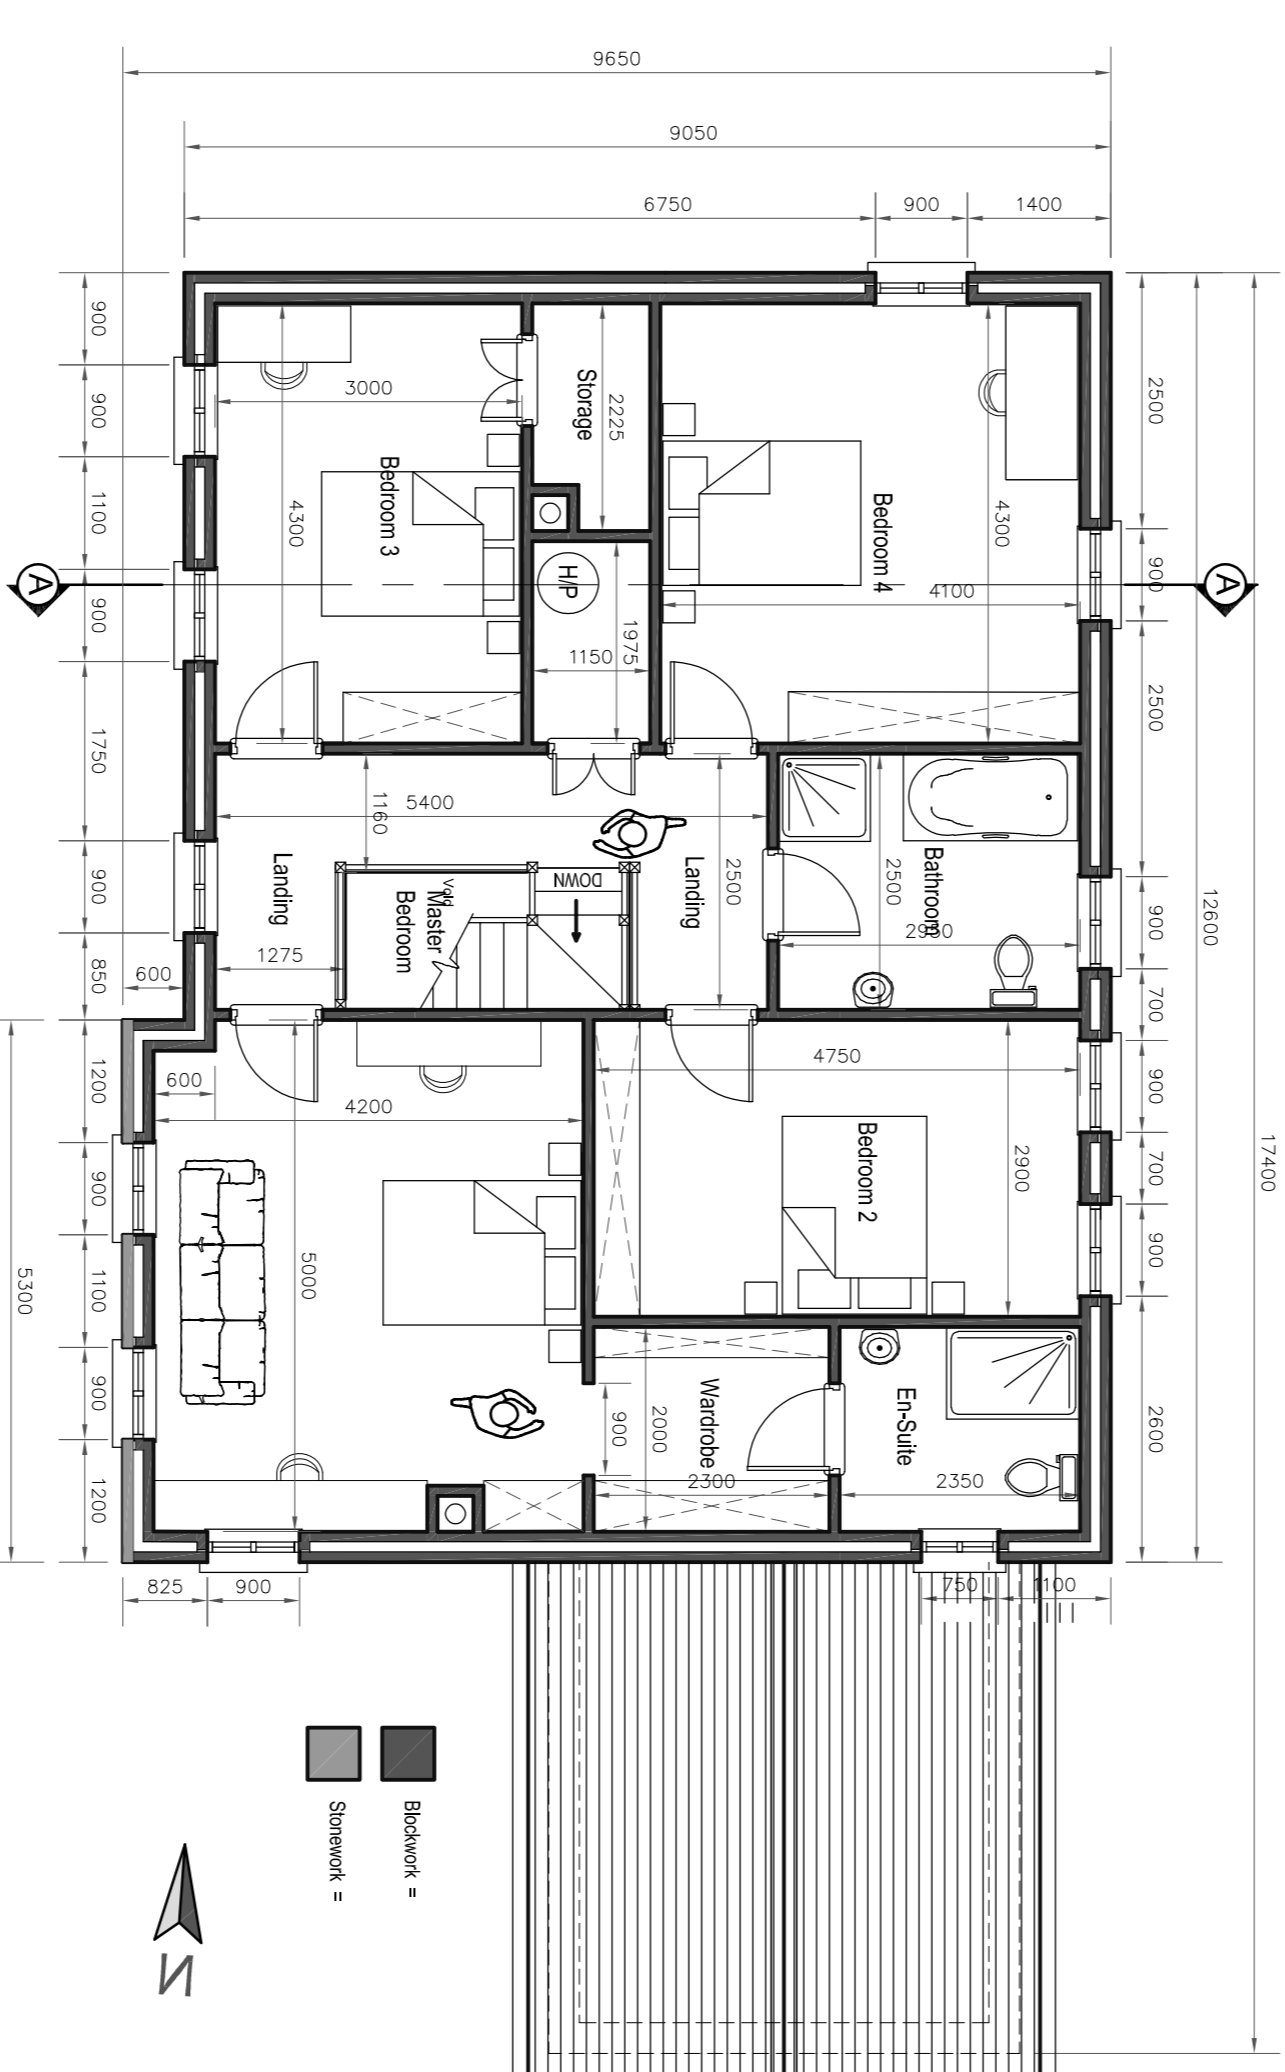 9650
9050
6750
900
1400
900
900
1100
900
1750
900
850
600
1200
900
1100
900
1200
5300
2500
900
2500
900
700
900
700
900
2600
12600
17400
A
A
3000
4300
Bedroom 3
Storage
2225
H/P
1975
1150
Bedroom 4
4300
4100
5400
1160
Landing
1275
Void
Master
Bedroom
DOWN
Landing
2500
Bathroom
2500
2950
600
4200
5000
4750
Bedroom 2
2900
900
2000
Wardrobe
2300
En-Suite
2350
825
900
750
1100
Blockwork =
Stonework =
N